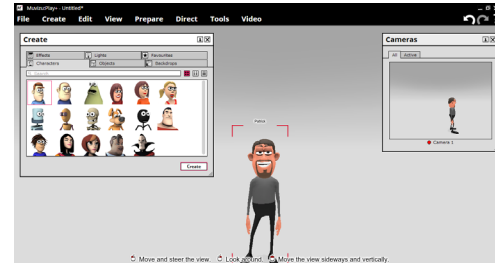 MuvizuPlay+ - Untitled*
File Create Edit View Prepare Direct Tools Video
Create
Effects Lights Favourites
Characters Objects Backdrops
Search
Create
Cameras
All Active
Camera 1
Move and steer the view. Look around. Move the view sideways and vertically.